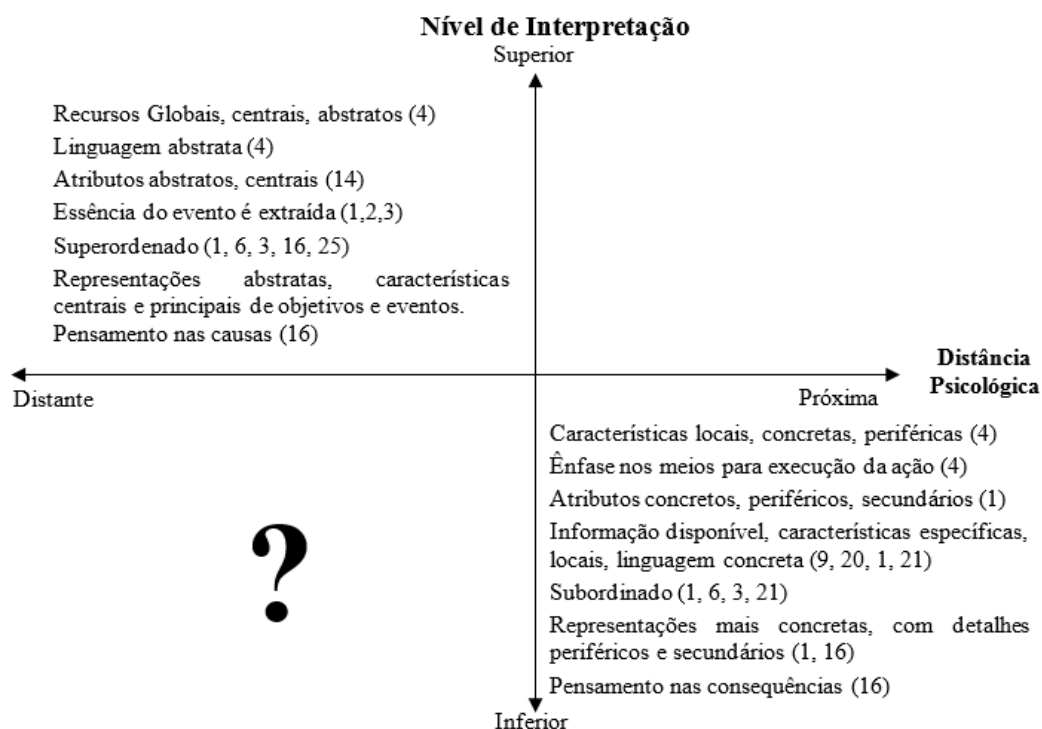 Nível de Interpretação
Superior
Recursos Globais, centrais, abstratos (4)
Linguagem abstrata (4)
Atributos abstratos, centrais (14)
Essência do evento é extraída (1,2,3)
Superordenado (1, 6, 3, 16, 25)
Representações abstratas, características
centrais e principais de objetivos e eventos.
Pensamento nas causas (16)
Distância
Psicológica
Distante
Próxima
Características locais, concretas, periféricas (4)
Ênfase nos meios para execução da ação (4)
Atributos concretos, periféricos, secundários (1)
Informação disponível, características específicas,
locais, linguagem concreta (9, 20, 1, 21)
Subordinado (1, 6, 3, 21)
Representações mais concretas, com detalhes
periféricos e secundários (1, 16)
Pensamento nas consequências (16)
?
Inferior